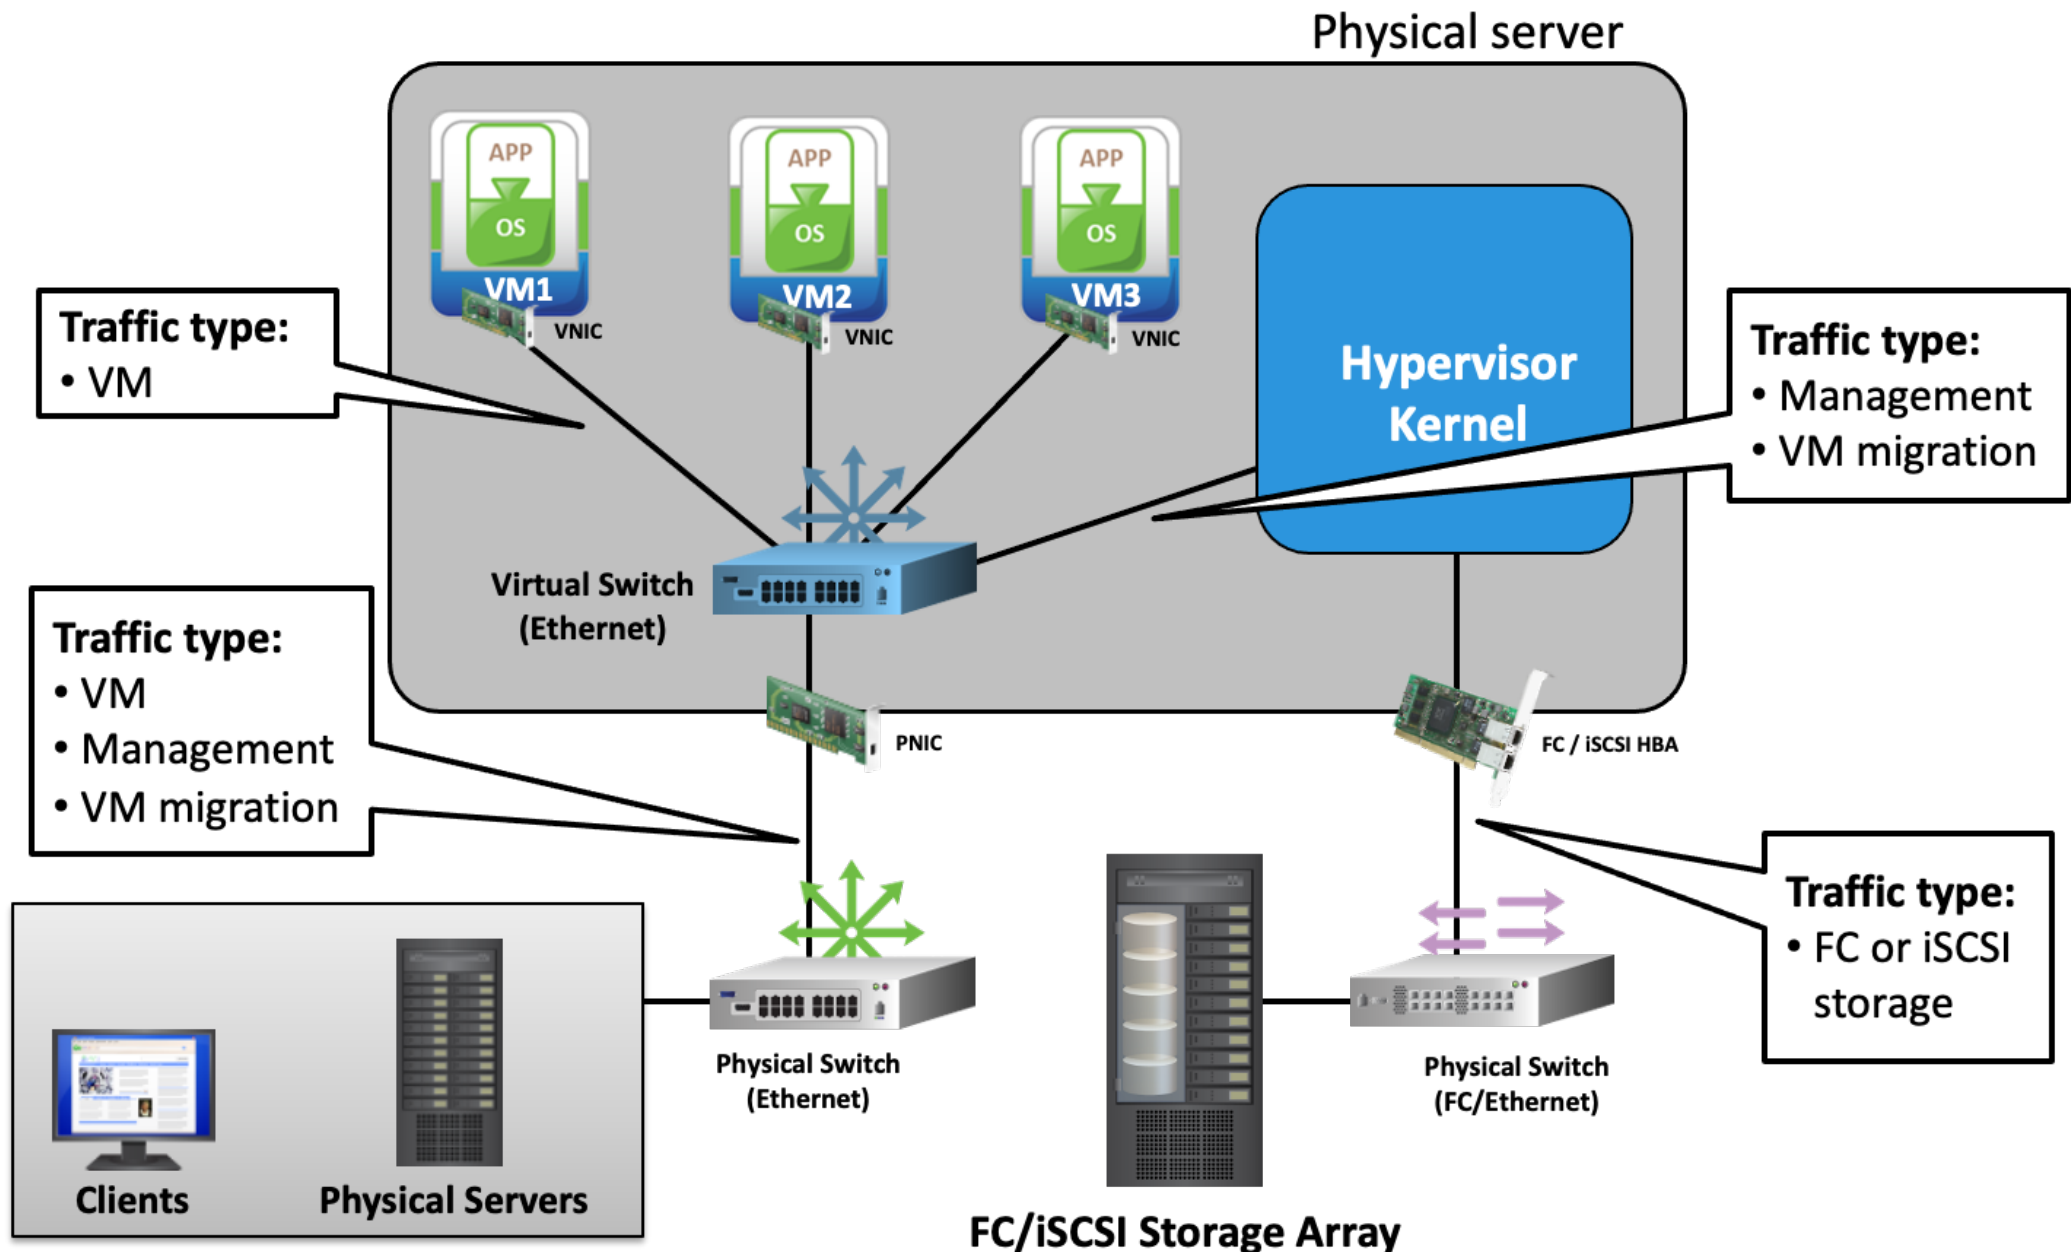 Physical server
APP
OS
VM1
VNIC
APP
OS
VM2
VNIC
APP
OS
VM3
VNIC
Traffic type:
• VM
Hypervisor
Kernel
Traffic type:
• Management
• VM migration
Virtual Switch
(Ethernet)
Traffic type:
• VM
• Management
• VM migration
PNIC
FC / iSCSI HBA
Traffic type:
• FC or iSCSI
storage
Physical Switch
(Ethernet)
Physical Switch
(FC/Ethernet)
Clients
Physical Servers
FC/iSCSI Storage Array